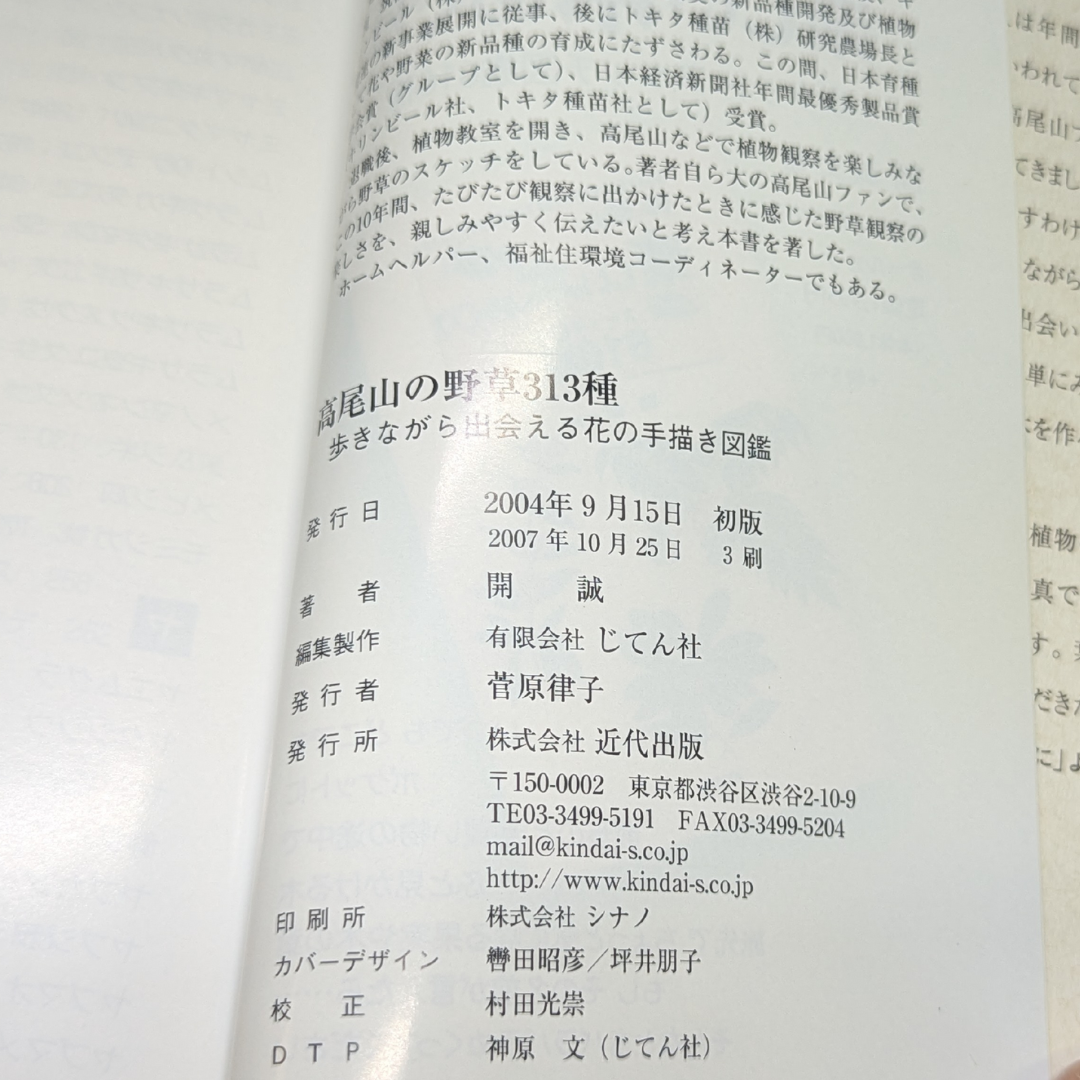 ビール（株
の新品種開発及び植物
の新事業展開に従事、後にトキタ種苗（株）研究農場長と
花や野菜の新品種の育成にたずさわる。この間、日本育種
賞（グループとして）、日本経済新聞社年間最優秀製品賞
リンビール社、トキタ種苗社として）受賞。
職後、植物教室を開き、高尾山などで植物観察を楽しみな
ら野草のスケッチをしている。著者自ら大の高尾山ファンで、
の10年間、たびたび観察に出かけたときに感じた野草観察の
楽しさを、親しみやすく伝えたいと考え本書を著した。
ホームヘルパー、福祉住環境コーディネーターでもある。
高尾山の野草313種
歩きながら出会える花の手描き図鑑
発行日 2004年9月15日 初版
2007年10月25日 3刷
著者 開 誠
編集製作 有限会社 じてん社
発行者 菅原律子
発行所 株式会社 近代出版
〒150-0002 東京都渋谷区渋谷2-10-9
TE03-3499-5191 FAX03-3499-5204
mail@kindai-s.co.jp
http://www.kindai-s.co.jp
印刷所 株式会社 シナノ
カバーデザイン 轡田昭彦／坪井朋子
校正 村田光崇
DTP 神原 文（じてん社）
は年間
われて
高尾山
てきまし
すわけ
ながら
出会い
単にみ
を作
植物
真で
す。
だきた
に」よ